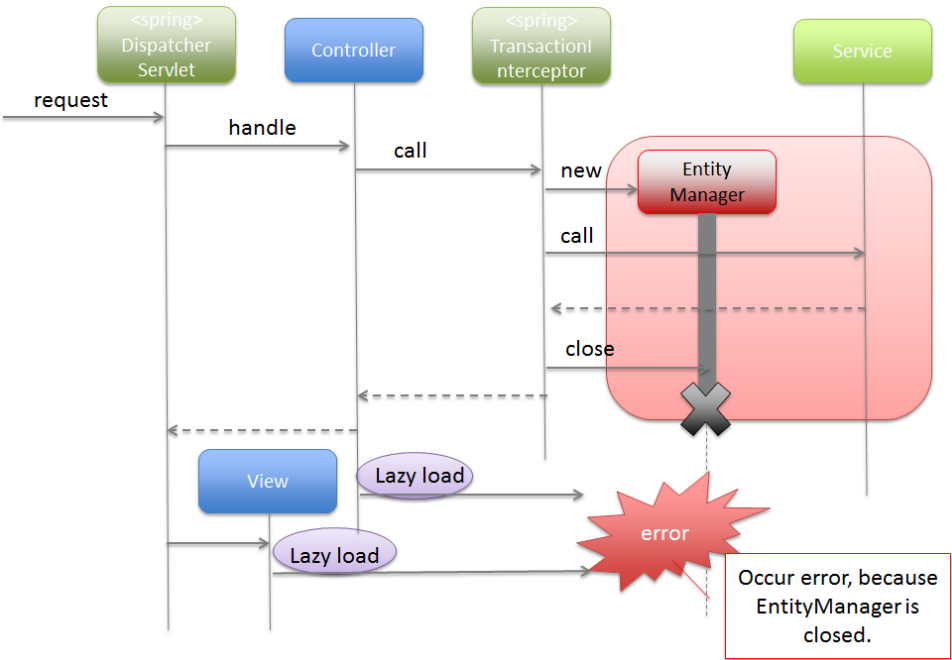 <spring>
Dispatcher
Servlet
Controller
<spring>
TransactionI
nterceptor
Service
request
handle
call
new
Entity
Manager
call
close
View
Lazy load
Lazy load
error
Occur error, because
EntityManager is
closed.